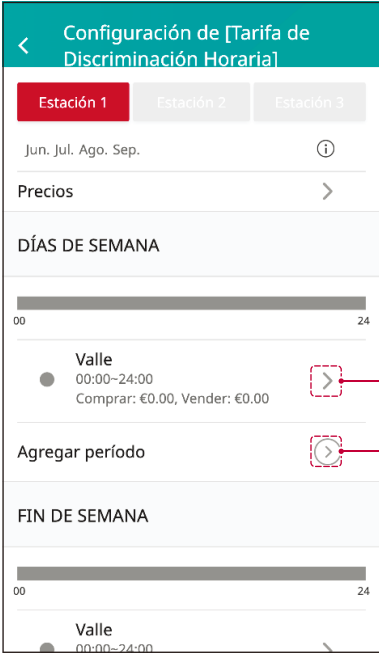 Configuración de [Tarifa de
Discriminación Horaria]
Estación 1 Estación 2 Estación 3
Jun. Jul. Ago. Sep.
Precios
DÍAS DE SEMANA
00 24
Valle
00:00~24:00
Comprar: €0.00, Vender: €0.00
Agregar período
FIN DE SEMANA
00 24
Valle
00:00~24:00